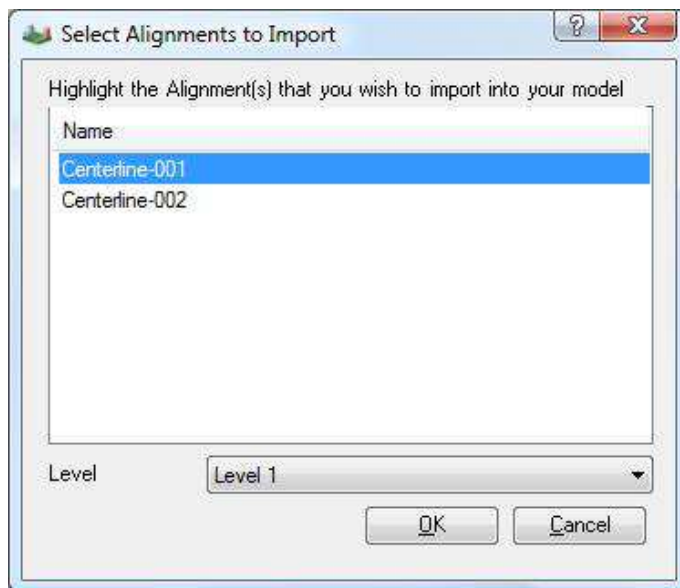 Select Alignments to Import
Highlight the Alignment(s) that you wish to import into your model
Name
Centerline-001
Centerline-002
Level Level 1
OK Cancel